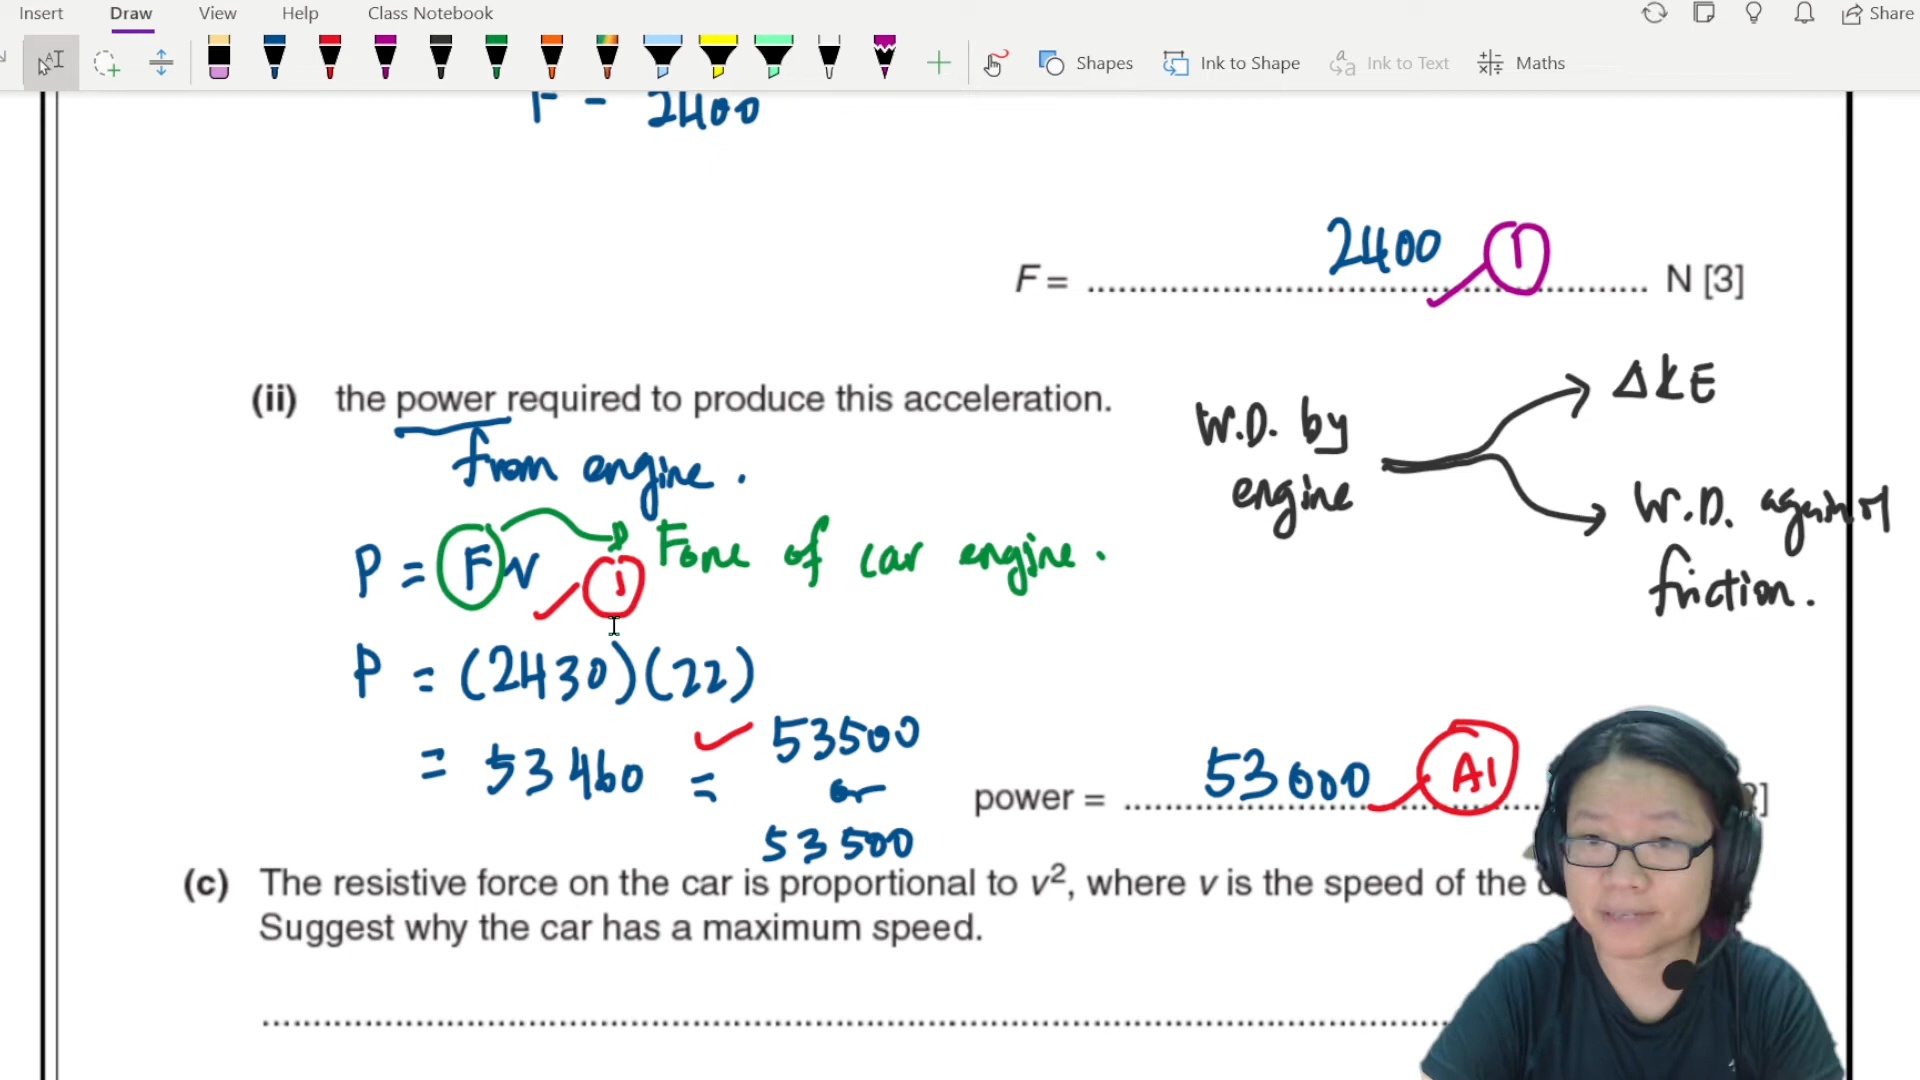 Insert Draw View Help Class Notebook Share
Shapes Ink to Shape Ink to Text Maths
F = 2400
2400 1
F = ........ N [3]
(ii) the power required to produce this acceleration.
from engine.
W.D. by engine
ΔKE
W.D. against friction.
P = Fv 1 Force of car engine.
P = (2430)(22)
= 53460 = 53500
or
53500
power = 53000 A1
(c) The resistive force on the car is proportional to v², where v is the speed of the
Suggest why the car has a maximum speed.